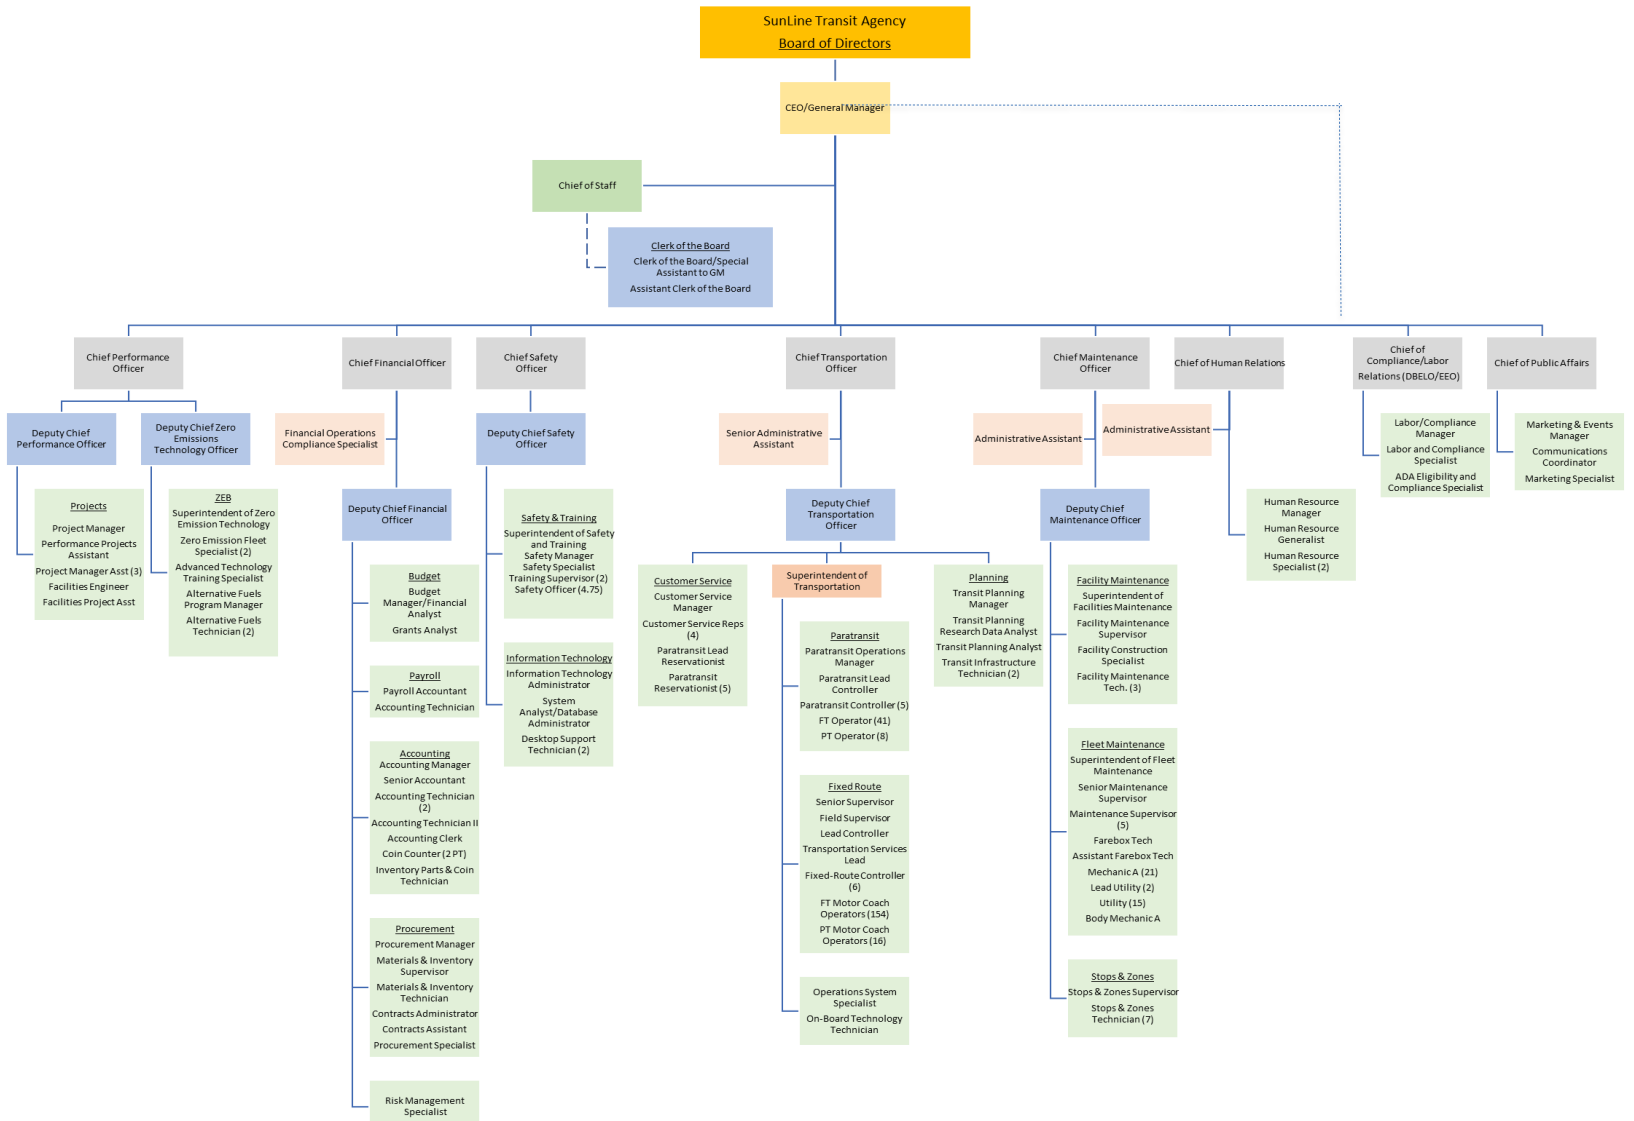 SunLine Transit Agency
Board of Directors
CEO/General Manager
Chief of Staff
Clerk of the Board
Clerk of the Board/Special
Assistant to GM
Assistant Clerk of the Board
Chief Performance
Officer
Chief Financial Officer
Chief Safety
Officer
Chief Transportation
Officer
Chief Maintenance
Officer
Chief of Human Relations
Chief of
Compliance/Labor
Relations (DBELO/EEO)
Chief of Public Affairs
Deputy Chief
Performance Officer
Deputy Chief Zero
Emissions
Technology Officer
Financial Operations
Compliance Specialist
Deputy Chief Safety
Officer
Senior Administrative
Assistant
Administrative Assistant
Administrative Assistant
Labor/Compliance
Manager
Labor and Compliance
Specialist
ADA Eligibility and
Compliance Specialist
Marketing & Events
Manager
Communications
Coordinator
Marketing Specialist
Projects
Project Manager
Performance Projects
Assistant
Project Manager Asst (3)
Facilities Engineer
Facilities Project Asst
ZEB
Superintendent of Zero
Emission Technology
Zero Emission Fleet
Specialist (2)
Advanced Technology
Training Specialist
Alternative Fuels
Program Manager
Alternative Fuels
Technician (2)
Deputy Chief Financial
Officer
Safety & Training
Superintendent of Safety
and Training
Safety Manager
Safety Specialist
Training Supervisor (2)
Safety Officer (4.75)
Deputy Chief
Transportation
Officer
Deputy Chief
Maintenance Officer
Human Resource
Manager
Human Resource
Generalist
Human Resource
Specialist (2)
Budget
Budget
Manager/Financial
Analyst
Grants Analyst
Payroll
Payroll Accountant
Accounting Technician
Accounting
Accounting Manager
Senior Accountant
Accounting Technician
(2)
Accounting Technician II
Accounting Clerk
Coin Counter (2 PT)
Inventory Parts & Coin
Technician
Procurement
Procurement Manager
Materials & Inventory
Supervisor
Materials & Inventory
Technician
Contracts Administrator
Contracts Assistant
Procurement Specialist
Risk Management
Specialist
Information Technology
Information Technology
Administrator
System
Analyst/Database
Administrator
Desktop Support
Technician (2)
Customer Service
Customer Service
Manager
Customer Service Reps
(4)
Paratransit Lead
Reservationist
Paratransit
Reservationist (5)
Superintendent of
Transportation
Paratransit
Paratransit Operations
Manager
Paratransit Lead
Controller
Paratransit Controller (5)
FT Operator (41)
PT Operator (8)
Fixed Route
Senior Supervisor
Field Supervisor
Lead Controller
Transportation Services
Lead
Fixed-Route Controller
(6)
FT Motor Coach
Operators (154)
PT Motor Coach
Operators (16)
Operations System
Specialist
On-Board Technology
Technician
Planning
Transit Planning
Manager
Transit Planning
Research Data Analyst
Transit Planning Analyst
Transit Infrastructure
Technician (2)
Facility Maintenance
Superintendent of
Facilities Maintenance
Facility Maintenance
Supervisor
Facility Construction
Specialist
Facility Maintenance
Tech. (3)
Fleet Maintenance
Superintendent of Fleet
Maintenance
Senior Maintenance
Supervisor
Maintenance Supervisor
(5)
Farebox Tech
Assistant Farebox Tech
Mechanic A (21)
Lead Utility (2)
Utility (15)
Body Mechanic A
Stops & Zones
Stops & Zones Supervisor
Stops & Zones
Technician (7)